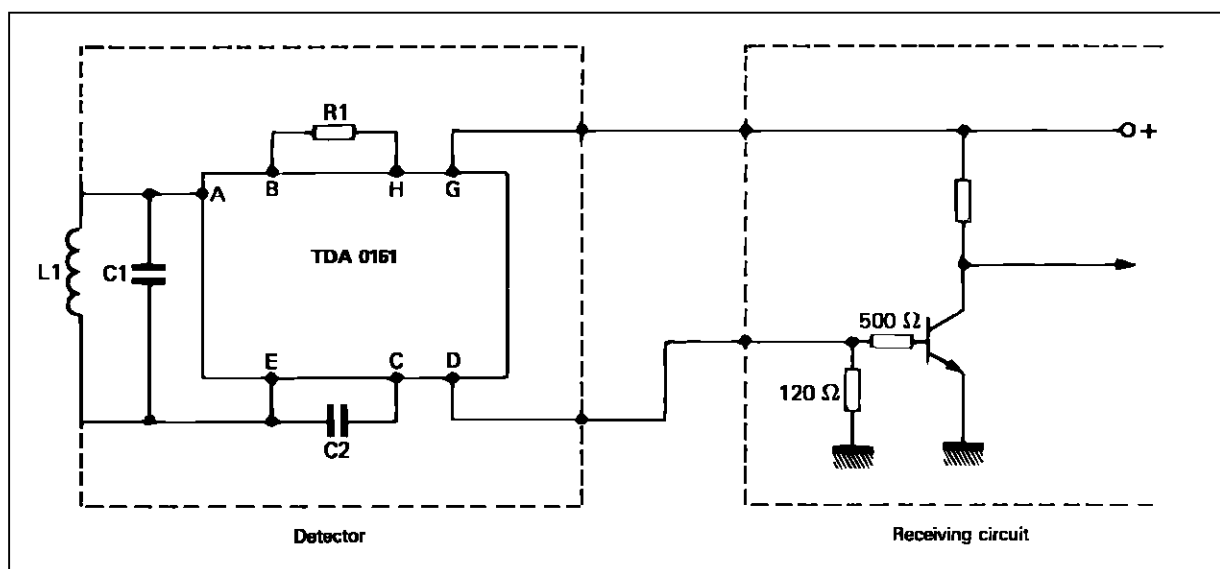 R1
B H G
A
TDA 0161
L1 C1
E C D
C2
+
500 Ω
120 Ω
Detector Receiving circuit